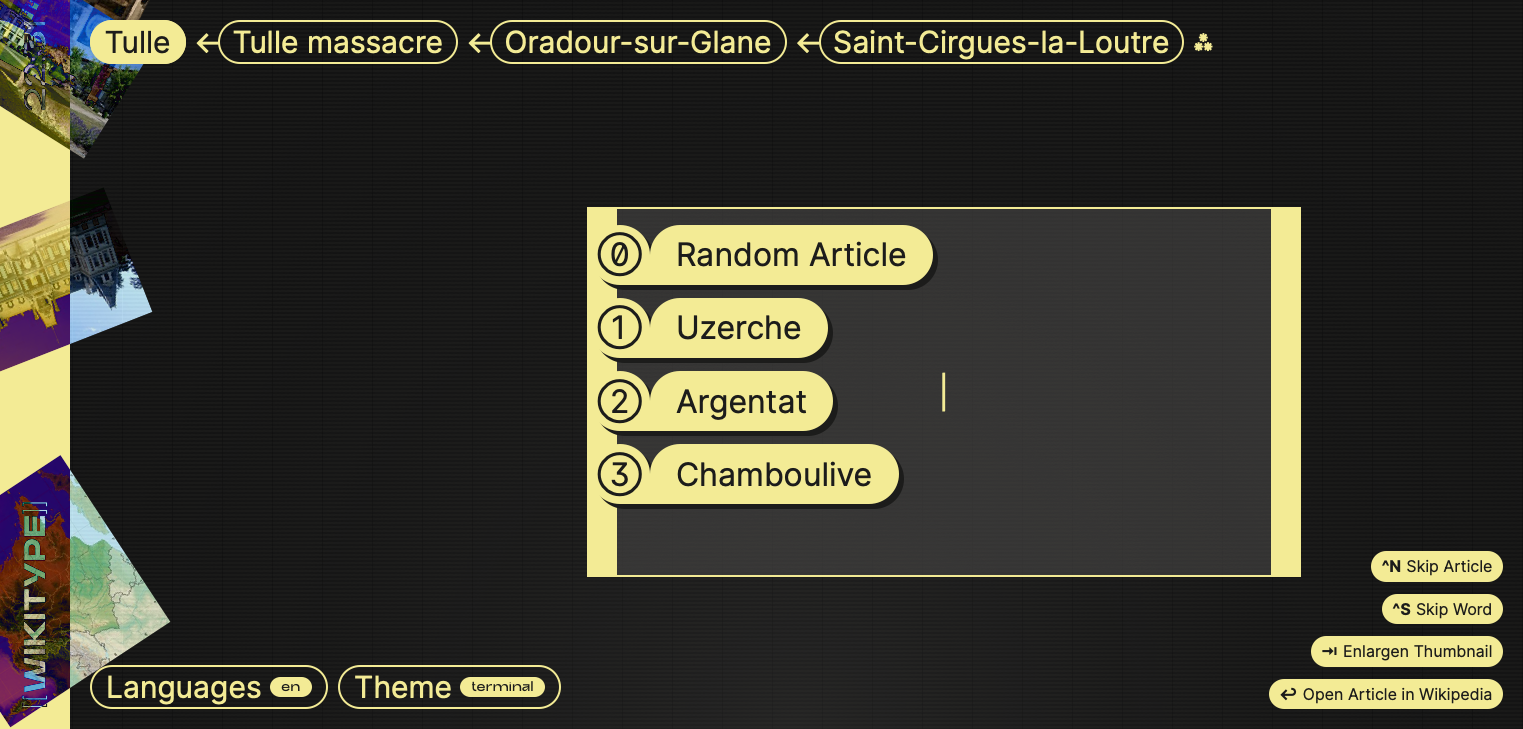 Tulle ← Tulle massacre ← Oradour-sur-Glane ← Saint-Cirgues-la-Loutre
0 Random Article
1 Uzerche
2 Argentat
3 Chamboulive
^N Skip Article
^S Skip Word
⇥ Enlargen Thumbnail
↩ Open Article in Wikipedia
Languages en Theme terminal
[[WIKITYPE]]